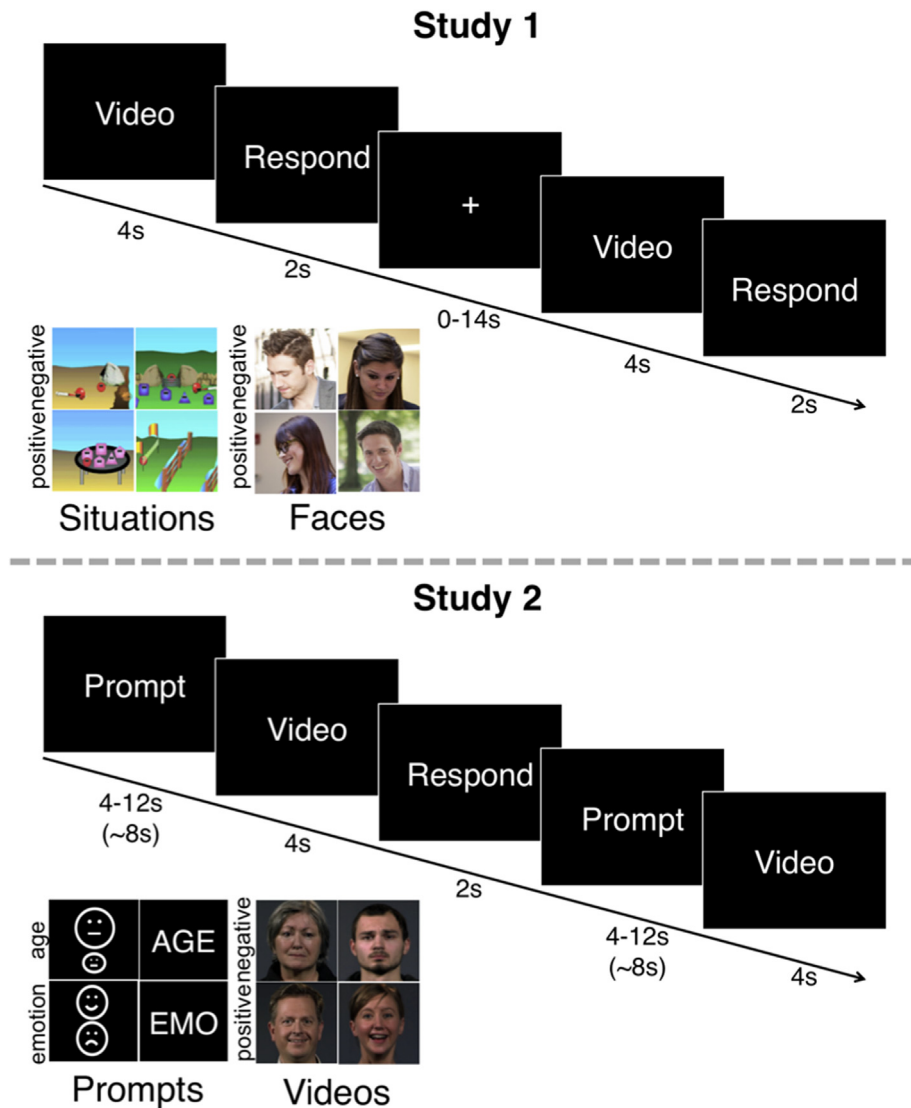 Study 1
Video
Respond
+
Video
Respond
4s
2s
0-14s
4s
2s
positive negative
positive negative
Situations
Faces
Study 2
Prompt
Video
Respond
Prompt
Video
4-12s
(~8s)
4s
2s
4-12s
(~8s)
4s
emotion age
AGE
EMO
positive negative
Prompts
Videos